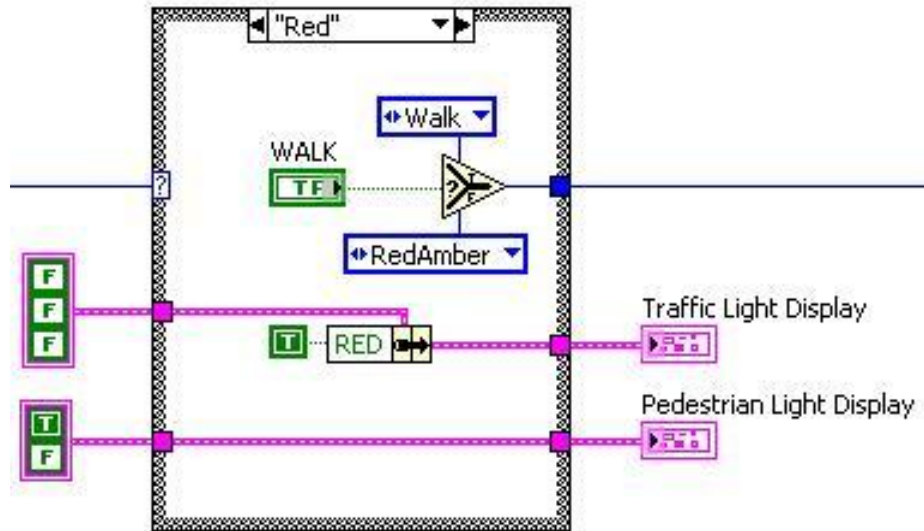 "Red"
Walk
WALK
TF
?
?
T
F
RedAmber
F
F
F
Traffic Light Display
T
RED
Pedestrian Light Display
T
F